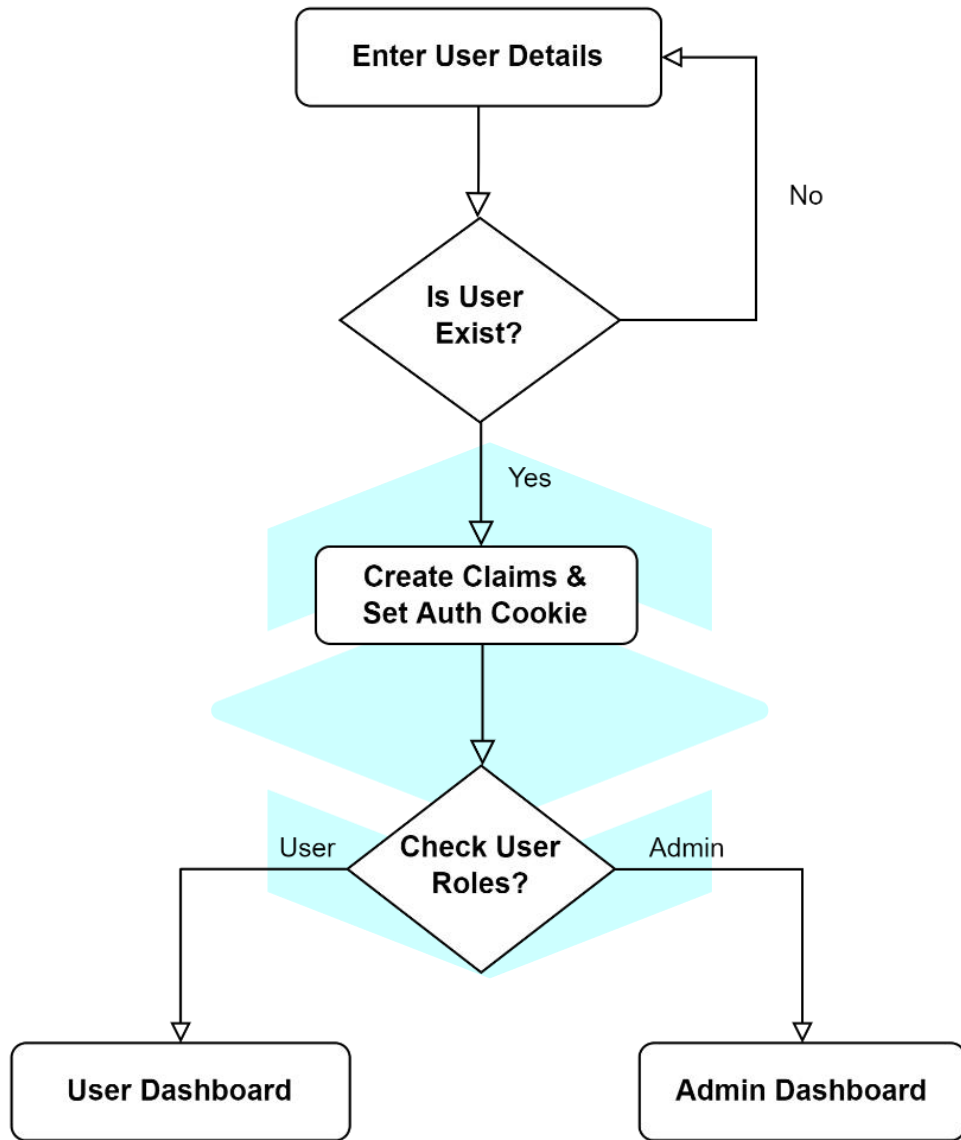 Enter User Details
No
Is User
Exist?
Yes
Create Claims &
Set Auth Cookie
User
Check User
Roles?
Admin
User Dashboard
Admin Dashboard